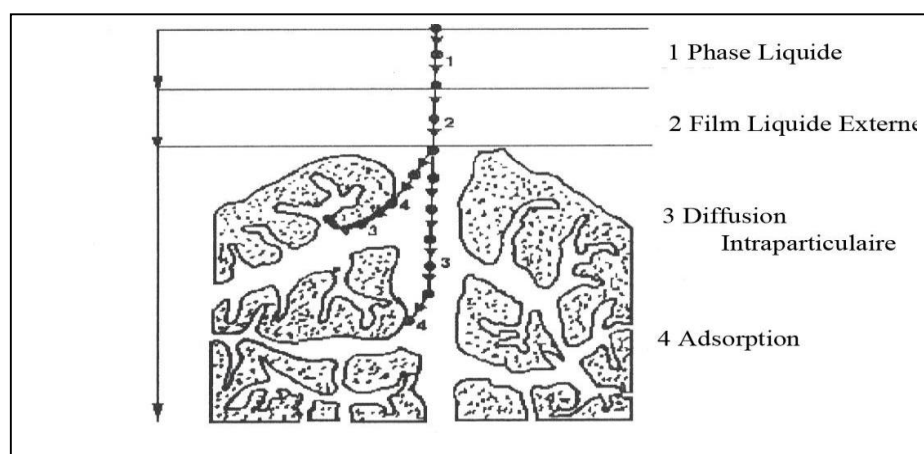 1 Phase Liquide
1
2 Film Liquide Externe
2
4
3
3 Diffusion
Intraparticulaire
3
4
4 Adsorption